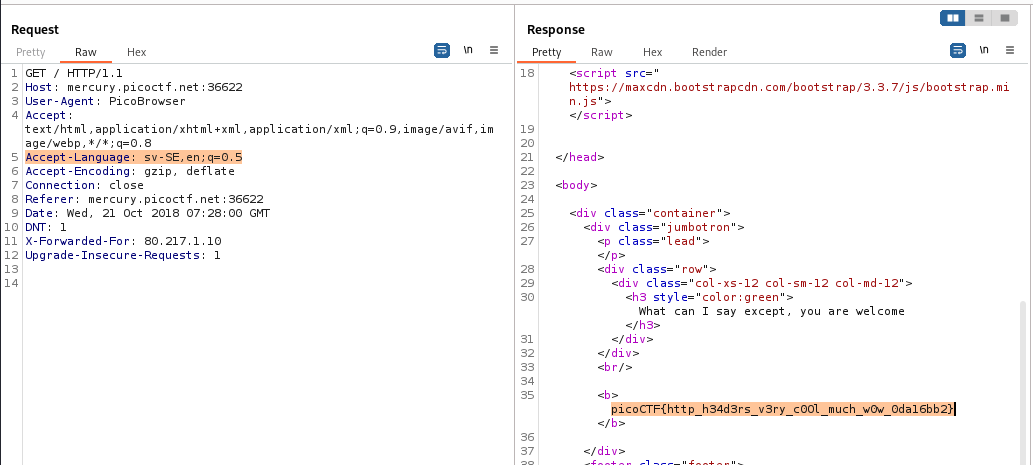 Request
Pretty Raw Hex
\n
1 GET / HTTP/1.1
2 Host: mercury.picoctf.net:36622
3 User-Agent: PicoBrowser
4 Accept:
text/html,application/xhtml+xml,application/xml;q=0.9,image/avif,im
age/webp,*/*;q=0.8
5 Accept-Language: sv-SE,en;q=0.5
6 Accept-Encoding: gzip, deflate
7 Connection: close
8 Referer: mercury.picoctf.net:36622
9 Date: Wed, 21 Oct 2018 07:28:00 GMT
10 DNT: 1
11 X-Forwarded-For: 80.217.1.10
12 Upgrade-Insecure-Requests: 1
13
14
Response
Pretty Raw Hex Render
\n
18 <script src="
https://maxcdn.bootstrapcdn.com/bootstrap/3.3.7/js/bootstrap.mi
n.js">
</script>
19
20
21 </head>
22
23 <body>
24
25 <div class="container">
26 <div class="jumbotron">
27 <p class="lead">
</p>
28 <div class="row">
29 <div class="col-xs-12 col-sm-12 col-md-12">
30 <h3 style="color:green">
What can I say except, you are welcome
</h3>
31 </div>
32 </div>
33 <br/>
34
35 <b>
picoCTF{http_h34d3rs_v3ry_c00l_much_w0w_0da16bb2}
</b>
36
37 </div>
38 <footer class="footer">